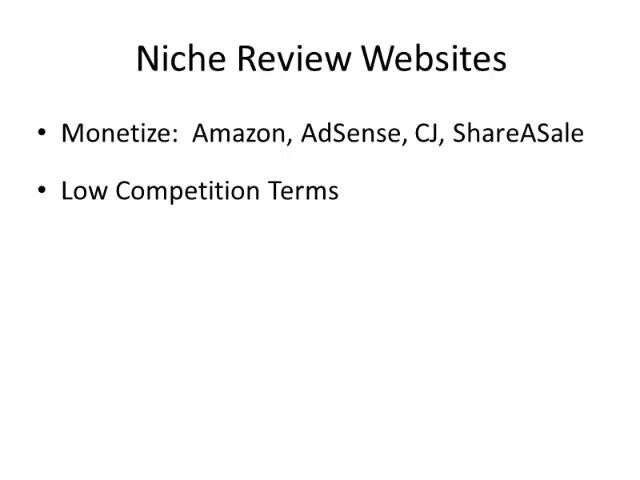 Niche Review Websites
• Monetize:  Amazon, AdSense, CJ, ShareASale
• Low Competition Terms